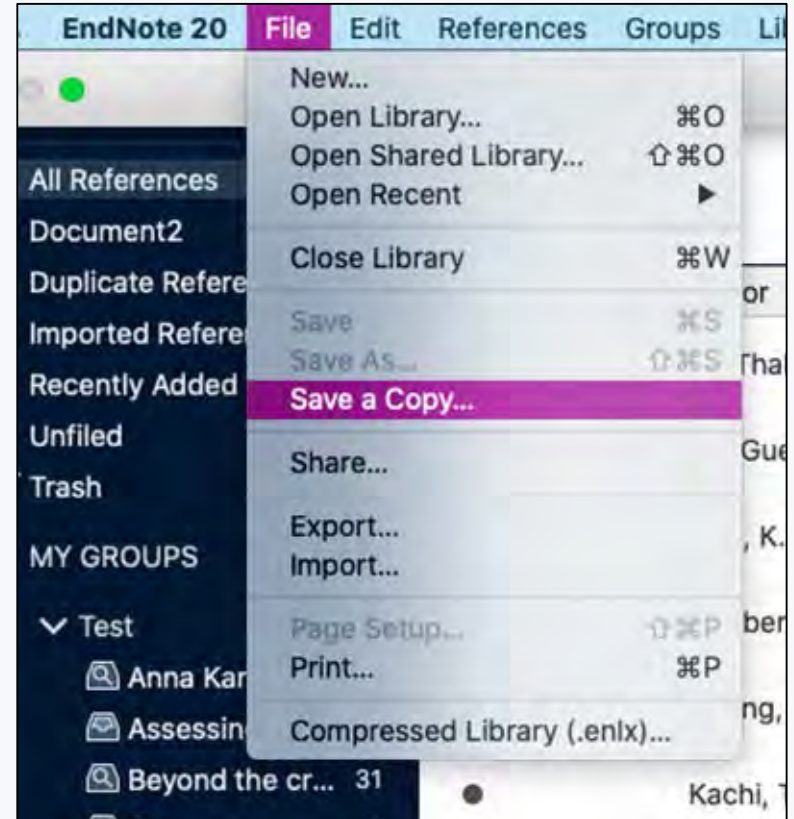 EndNote 20 File Edit References Groups
New...
Open Library... ⌘O
Open Shared Library... ⇧⌘O
Open Recent ▶
Close Library ⌘W
Save ⌘S
Save As... ⇧⌘S
Save a Copy...
Share...
Export...
Import...
Page Setup... ⇧⌘P
Print... ⌘P
Compressed Library (.enlx)...
All References
Document2
Duplicate Refere
Imported Refere
Recently Added
Unfiled
Trash
MY GROUPS
Test
Anna Kar
Assessin
Beyond the cr... 31
or
Thal
Gue
, K.
ber
ng,
Kachi, T